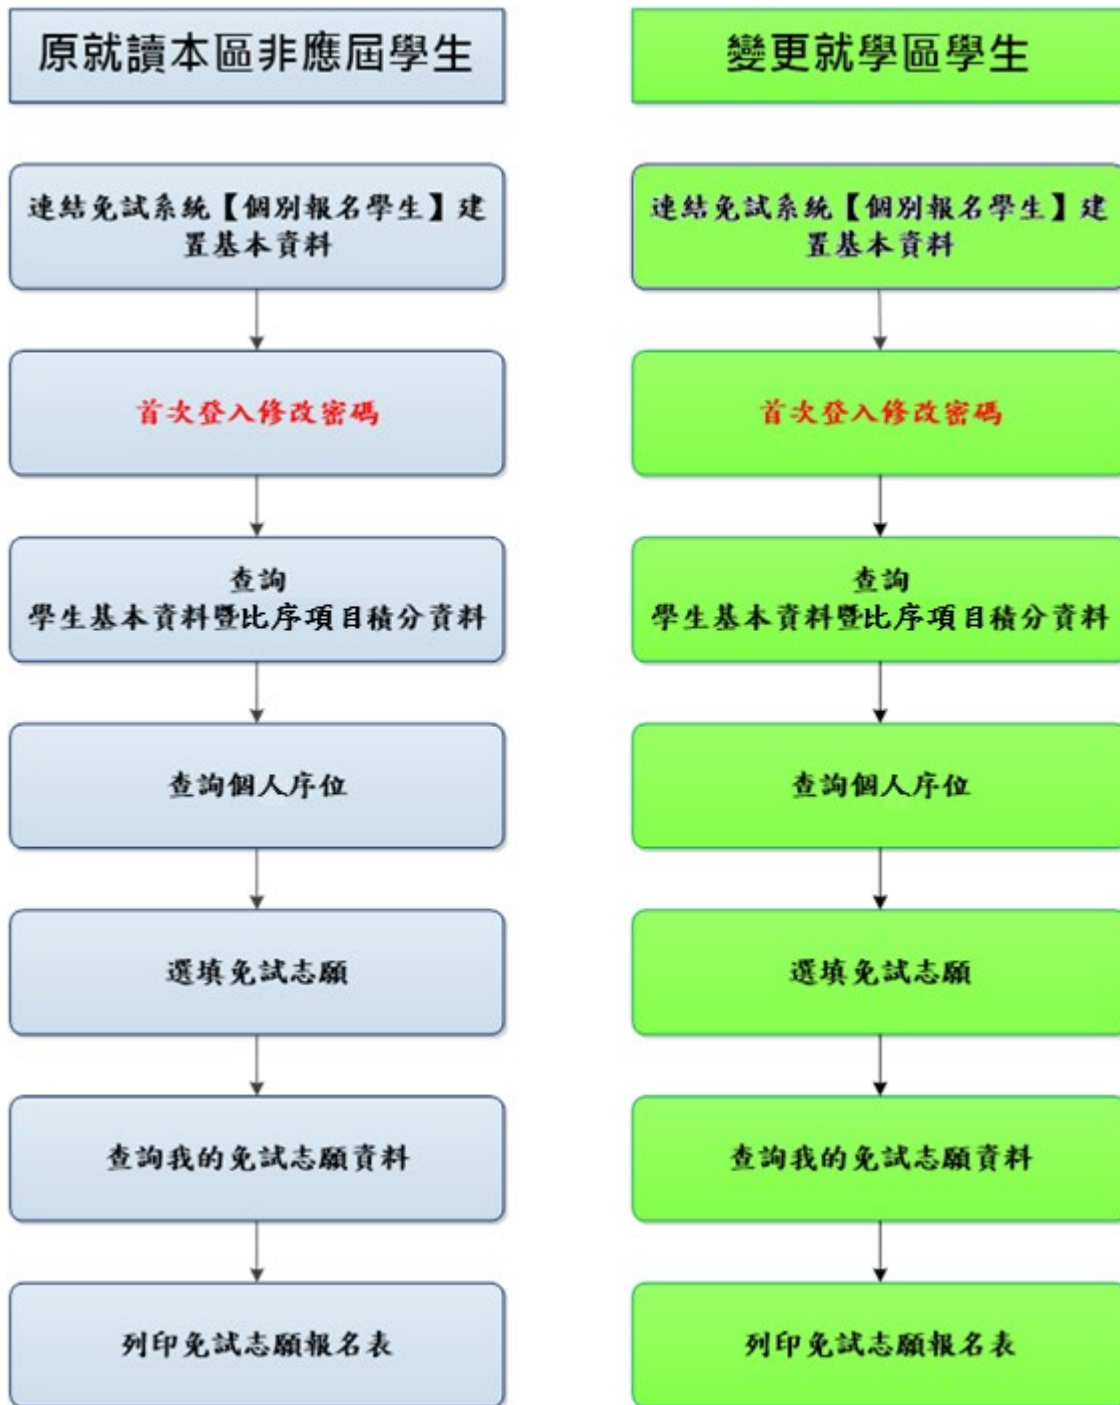 原就讀本區非應屆學生
連結免試系統【個別報名學生】建
置基本資料
首次登入修改密碼
查詢
學生基本資料暨比序項目積分資料
查詢個人序位
選填免試志願
查詢我的免試志願資料
列印免試志願報名表
變更就學區學生
連結免試系統【個別報名學生】建
置基本資料
首次登入修改密碼
查詢
學生基本資料暨比序項目積分資料
查詢個人序位
選填免試志願
查詢我的免試志願資料
列印免試志願報名表